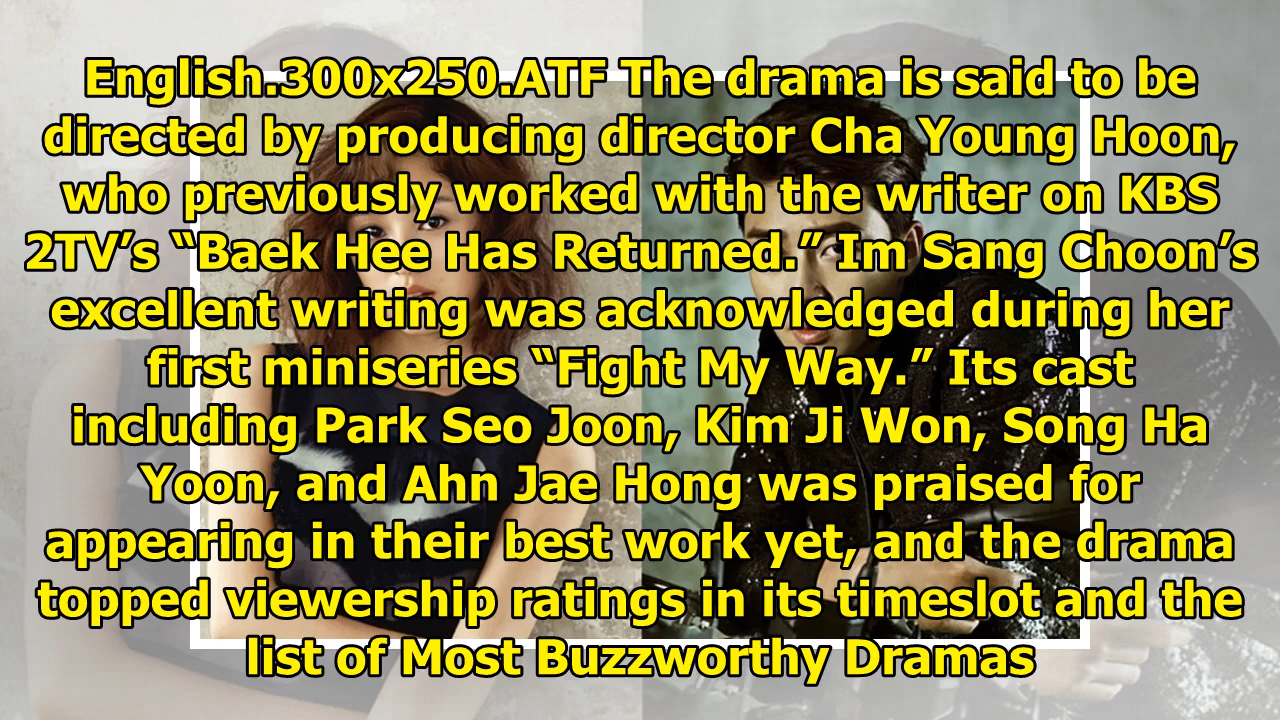 English.300x250.ATF The drama is said to be
directed by producing director Cha Young Hoon,
who previously worked with the writer on KBS
2TV’s “Baek Hee Has Returned.” Im Sang Choon’s
excellent writing was acknowledged during her
first miniseries “Fight My Way.” Its cast
including Park Seo Joon, Kim Ji Won, Song Ha
Yoon, and Ahn Jae Hong was praised for
appearing in their best work yet, and the drama
topped viewership ratings in its timeslot and the
list of Most Buzzworthy Dramas